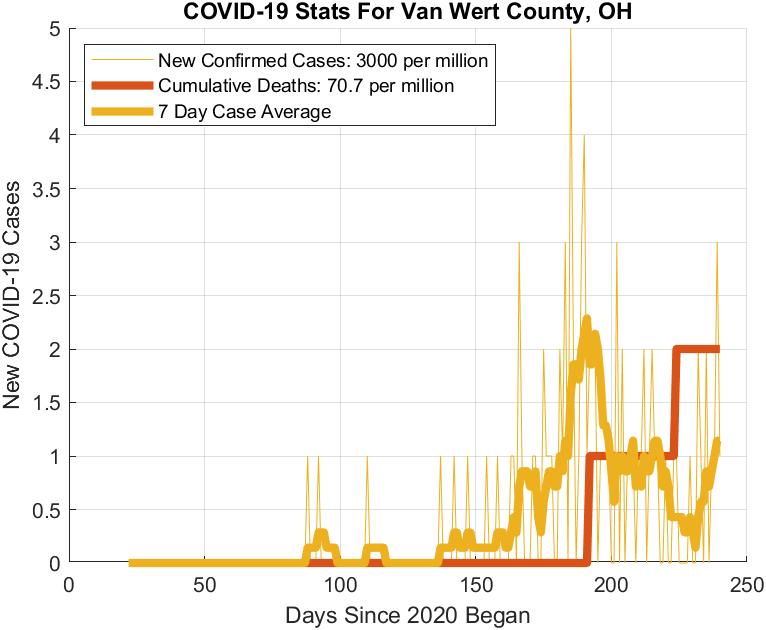 COVID-19 Stats For Van Wert County, OH
New Confirmed Cases: 3000 per million
Cumulative Deaths: 70.7 per million
7 Day Case Average
New COVID-19 Cases
5
4.5
4
3.5
3
2.5
2
1.5
1
0.5
0
0 50 100 150 200 250
Days Since 2020 Began